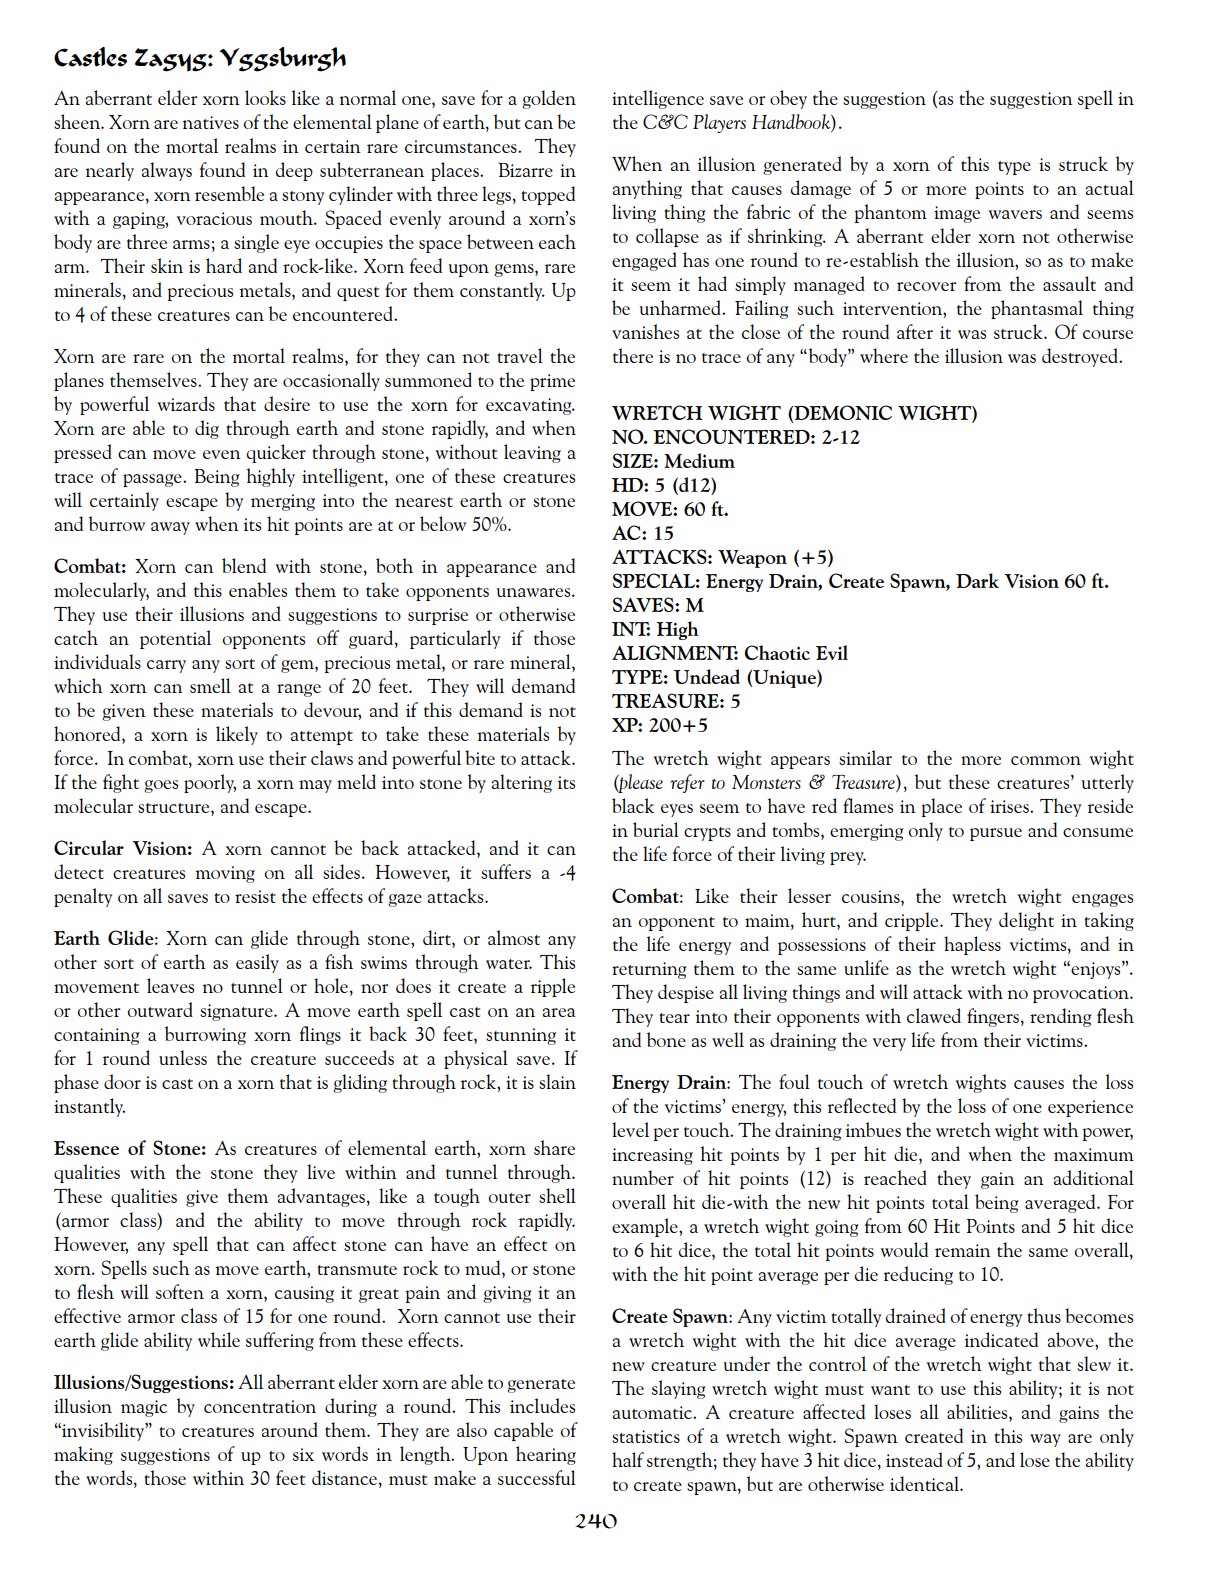 Castles Zagyg: Yggsburgh
An aberrant elder xorn looks like a normal one, save for a golden
sheen. Xorn are natives of the elemental plane of earth, but can be
found on the mortal realms in certain rare circumstances. They
are nearly always found in deep subterranean places. Bizarre in
appearance, xorn resemble a stony cylinder with three legs, topped
with a gaping, voracious mouth. Spaced evenly around a xorn's
body are three arms; a single eye occupies the space between each
arm. Their skin is hard and rock-like. Xorn feed upon gems, rare
minerals, and precious metals, and quest for them constantly. Up
to 4 of these creatures can be encountered.
Xorn are rare on the mortal realms, for they can not travel the
planes themselves. They are occasionally summoned to the prime
by powerful wizards that desire to use the xorn for excavating.
Xorn are able to dig through earth and stone rapidly, and when
pressed can move even quicker through stone, without leaving a
trace of passage. Being highly intelligent, one of these creatures
will certainly escape by merging into the nearest earth or stone
and burrow away when its hit points are at or below 50%.
Combat: Xorn can blend with stone, both in appearance and
molecularly, and this enables them to take opponents unawares.
They use their illusions and suggestions to surprise or otherwise
catch an potential opponents off guard, particularly if those
individuals carry any sort of gem, precious metal, or rare mineral,
which xorn can smell at a range of 20 feet. They will demand
to be given these materials to devour, and if this demand is not
honored, a xorn is likely to attempt to take these materials by
force. In combat, xorn use their claws and powerful bite to attack.
If the fight goes poorly, a xorn may meld into stone by altering its
molecular structure, and escape.
Circular Vision: A xorn cannot be back attacked, and it can
detect creatures moving on all sides. However, it suffers a -4
penalty on all saves to resist the effects of gaze attacks.
Earth Glide: Xorn can glide through stone, dirt, or almost any
other sort of earth as easily as a fish swims through water. This
movement leaves no tunnel or hole, nor does it create a ripple
or other outward signature. A move earth spell cast on an area
containing a burrowing xorn flings it back 30 feet, stunning it
for 1 round unless the creature succeeds at a physical save. If
phase door is cast on a xorn that is gliding through rock, it is slain
instantly.
Essence of Stone: As creatures of elemental earth, xorn share
qualities with the stone they live within and tunnel through.
These qualities give them advantages, like a tough outer shell
(armor class) and the ability to move through rock rapidly.
However, any spell that can affect stone can have an effect on
xorn. Spells such as move earth, transmute rock to mud, or stone
to flesh will soften a xorn, causing it great pain and giving it an
effective armor class of 15 for one round. Xorn cannot use their
earth glide ability while suffering from these effects.
Illusions/Suggestions: All aberrant elder xorn are able to generate
illusion magic by concentration during a round. This includes
"invisibility" to creatures around them. They are also capable of
making suggestions of up to six words in length. Upon hearing
the words, those within 30 feet distance, must make a successful
intelligence save or obey the suggestion (as the suggestion spell in
the C&C Players Handbook).
When an illusion generated by a xorn of this type is struck by
anything that causes damage of 5 or more points to an actual
living thing the fabric of the phantom image wavers and seems
to collapse as if shrinking. A aberrant elder xorn not otherwise
engaged has one round to re-establish the illusion, so as to make
it seem it had simply managed to recover from the assault and
be unharmed. Failing such intervention, the phantasmal thing
vanishes at the close of the round after it was struck. Of course
there is no trace of any "body" where the illusion was destroyed.
WRETCH WIGHT (DEMONIC WIGHT)
NO. ENCOUNTERED: 2-12
SIZE: Medium
HD: 5 (d12)
MOVE: 60 ft.
AC: 15
ATTACKS: Weapon (+5)
SPECIAL: Energy Drain, Create Spawn, Dark Vision 60 ft.
SAVES: M
INT: High
ALIGNMENT: Chaotic Evil
TYPE: Undead (Unique)
TREASURE: 5
XP: 200+5
The wretch wight appears similar to the more common wight
(please refer to Monsters & Treasure), but these creatures' utterly
black eyes seem to have red flames in place of irises. They reside
in burial crypts and tombs, emerging only to pursue and consume
the life force of their living prey.
Combat: Like their lesser cousins, the wretch wight engages
an opponent to maim, hurt, and cripple. They delight in taking
the life energy and possessions of their hapless victims, and in
returning them to the same unlife as the wretch wight "enjoys".
They despise all living things and will attack with no provocation.
They tear into their opponents with clawed fingers, rending flesh
and bone as well as draining the very life from their victims.
Energy Drain: The foul touch of wretch wights causes the loss
of the victims' energy, this reflected by the loss of one experience
level per touch. The draining imbues the wretch wight with power,
increasing hit points by 1 per hit die, and when the maximum
number of hit points (12) is reached they gain an additional
overall hit die-with the new hit points total being averaged. For
example, a wretch wight going from 60 Hit Points and 5 hit dice
to 6 hit dice, the total hit points would remain the same overall,
with the hit point average per die reducing to 10.
Create Spawn: Any victim totally drained of energy thus becomes
a wretch wight with the hit dice average indicated above, the
new creature under the control of the wretch wight that slew it.
The slaying wretch wight must want to use this ability; it is not
automatic. A creature affected loses all abilities, and gains the
statistics of a wretch wight. Spawn created in this way are only
half strength; they have 3 hit dice, instead of 5, and lose the ability
to create spawn, but are otherwise identical.
240